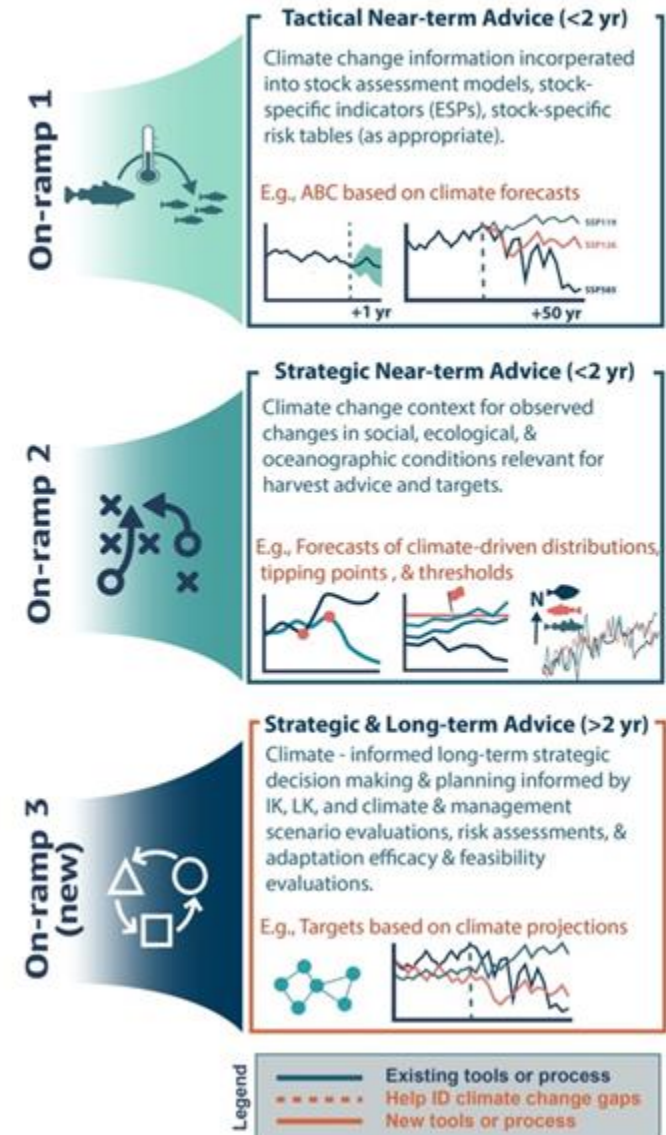 On-ramp 1
Tactical Near-term Advice (<2 yr)
Climate change information incorperated
into stock assessment models, stock-
specific indicators (ESPs), stock-specific
risk tables (as appropriate).
E.g., ABC based on climate forecasts
SSP119
SSP126
SSP585
+1 yr
+50 yr
On-ramp 2
Strategic Near-term Advice (<2 yr)
Climate change context for observed
changes in social, ecological, &
oceanographic conditions relevant for
harvest advice and targets.
E.g., Forecasts of climate-driven distributions,
tipping points , & thresholds
N
On-ramp 3
(new)
Strategic & Long-term Advice (>2 yr)
Climate - informed long-term strategic
decision making & planning informed by
IK, LK, and climate & management
scenario evaluations, risk assessments, &
adaptation efficacy & feasibility
evaluations.
E.g., Targets based on climate projections
Legend
Existing tools or process
Help ID climate change gaps
New tools or process